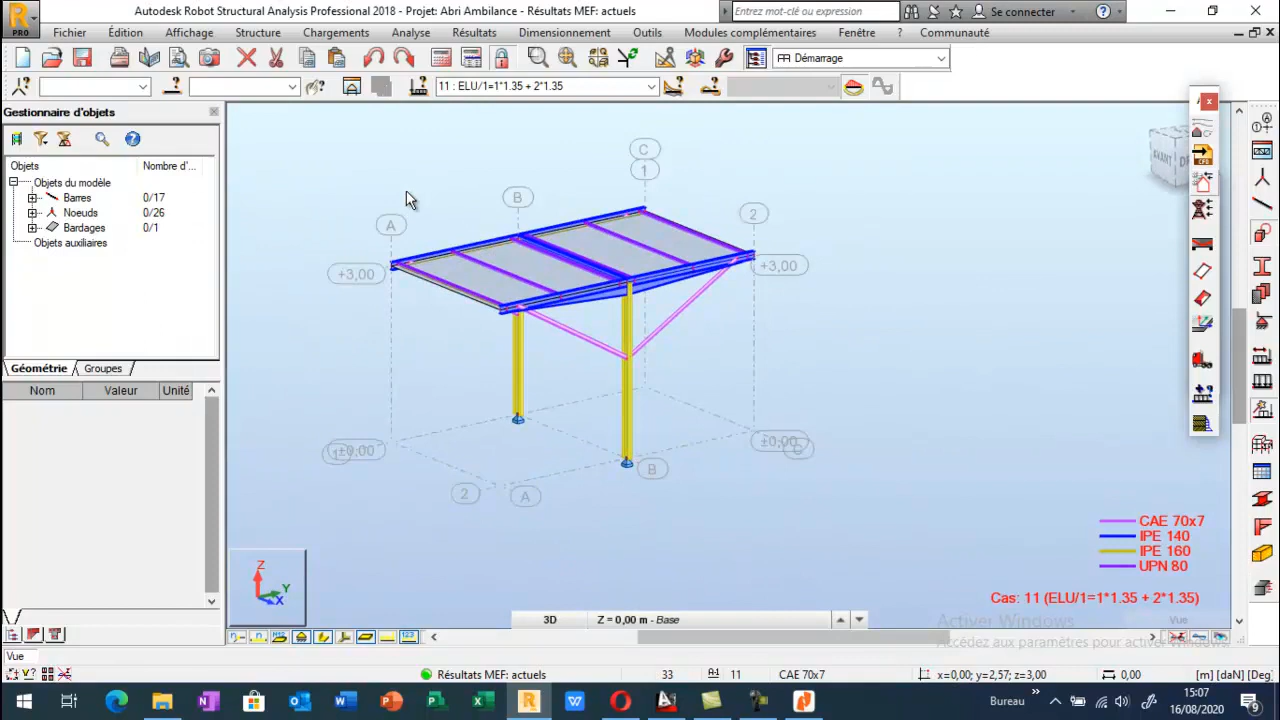 Autodesk Robot Structural Analysis Professional 2018 - Projet: Abri Ambilance - Résultats MEF: actuels
Entrez mot-clé ou expression
Se connecter
PRO
Fichier Édition Affichage Structure Chargements Analyse Résultats Dimensionnement Outils Modules complémentaires Fenêtre ? Communauté
Démarrage
11 : ELU/1=1*1.35 + 2*1.35
Gestionnaire d'objets
Objets Nombre d'...
Objets du modèle
Barres 0/17
Noeuds 0/26
Bardages 0/1
Objets auxiliaires
Géométrie Groupes
Nom Valeur Unité
C
1
B
2
A
+3,00
+3,00
±0,00
±0,00
C
B
2
A
AVANT
CAE 70x7
IPE 140
IPE 160
UPN 80
Cas: 11 (ELU/1=1*1.35 + 2*1.35)
Z
Y
X
3D
Z = 0,00 m - Base
Activer Windows
Accédez aux paramètres pour activer Windows.
Vue
Vue
Résultats MEF: actuels
33
11
CAE 70x7
x=0,00; y=2,57; z=3,00
0,00
[m] [daN] [Deg]
Bureau
15:07
16/08/2020